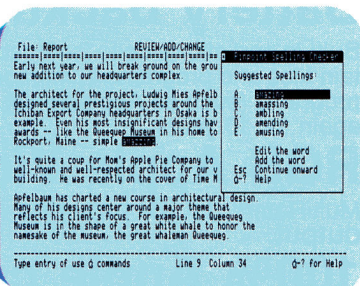 File: Report REVIEW/ADD/CHANGE
=====|====|====|====|====|====|====|====|==
Pinpoint Spelling Checker
Early next year, we will break ground on the grou
new addition to our headquarters complex.
Suggested Spellings:
A. amazing
B. amassing
C. ambling
D. amending
E. amusing
Edit the word
Add the word
Esc Continue onward
-? Help
The architect for the project, Ludwig Mies Apfelb
designed several prestigious projects around the
Ichiban Export Company headquarters in Osaka is b
example. Even his most insignificant designs hav
awards -- like the Queequep Museum in his home to
Rockport, Maine -- simple
It's quite a coup for Mom's Apple Pie Company to
well-known and well-respected architect for our v
building. He was recently on the cover of Time M
Apfelbaum has charted a new course in architectural design.
Many of his designs center around a major theme that
reflects his client's focus. For example, the Queequeg
Museum is in the shape of a great white whale to honor the
namesake of the museum, the great whaleman Queequeg.
Type entry of use commands Line 9 Column 34 -? for Help